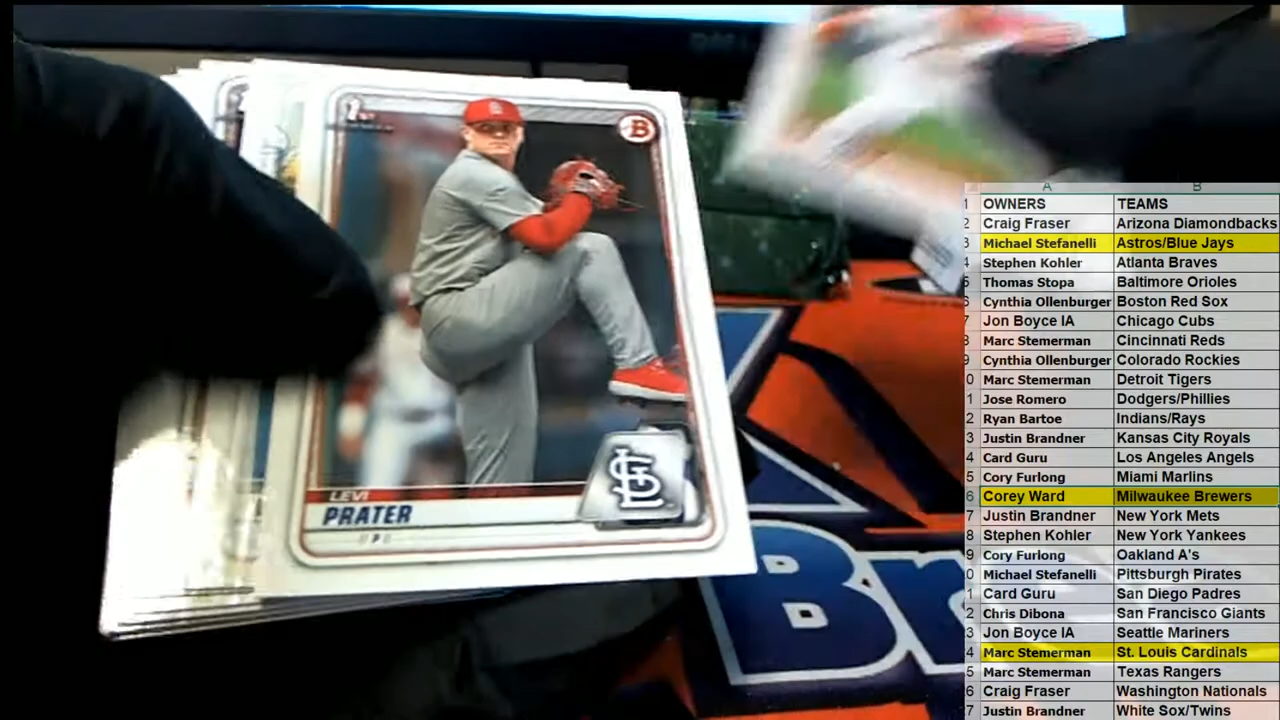 1st
B
STL
LEVI
PRATER
Br
A B
1 OWNERS TEAMS
2 Craig Fraser Arizona Diamondbacks
3 Michael Stefanelli Astros/Blue Jays
4 Stephen Kohler Atlanta Braves
5 Thomas Stopa Baltimore Orioles
6 Cynthia Ollenburger Boston Red Sox
7 Jon Boyce IA Chicago Cubs
8 Marc Stemerman Cincinnati Reds
9 Cynthia Ollenburger Colorado Rockies
0 Marc Stemerman Detroit Tigers
1 Jose Romero Dodgers/Phillies
2 Ryan Bartoe Indians/Rays
3 Justin Brandner Kansas City Royals
4 Card Guru Los Angeles Angels
5 Cory Furlong Miami Marlins
6 Corey Ward Milwaukee Brewers
7 Justin Brandner New York Mets
8 Stephen Kohler New York Yankees
9 Cory Furlong Oakland A's
0 Michael Stefanelli Pittsburgh Pirates
1 Card Guru San Diego Padres
2 Chris Dibona San Francisco Giants
3 Jon Boyce IA Seattle Mariners
4 Marc Stemerman St. Louis Cardinals
5 Marc Stemerman Texas Rangers
6 Craig Fraser Washington Nationals
7 Justin Brandner White Sox/Twins